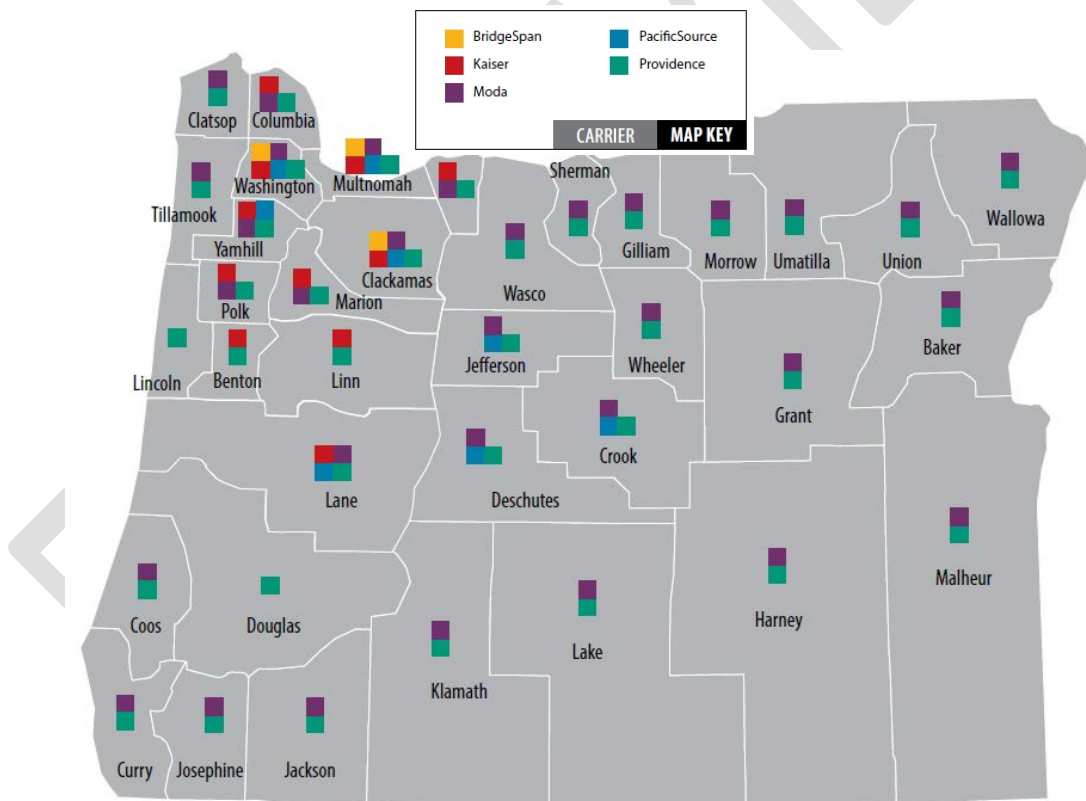 BridgeSpan
PacificSource
Kaiser
Providence
Moda
CARRIER
MAP KEY
Clatsop
Columbia
Washington
Multnomah
Sherman
Tillamook
Wallowa
Yamhill
Clackamas
Gilliam
Morrow
Umatilla
Union
Polk
Marion
Wasco
Jefferson
Wheeler
Baker
Lincoln
Benton
Linn
Grant
Crook
Lane
Deschutes
Malheur
Coos
Douglas
Harney
Lake
Klamath
Curry
Josephine
Jackson